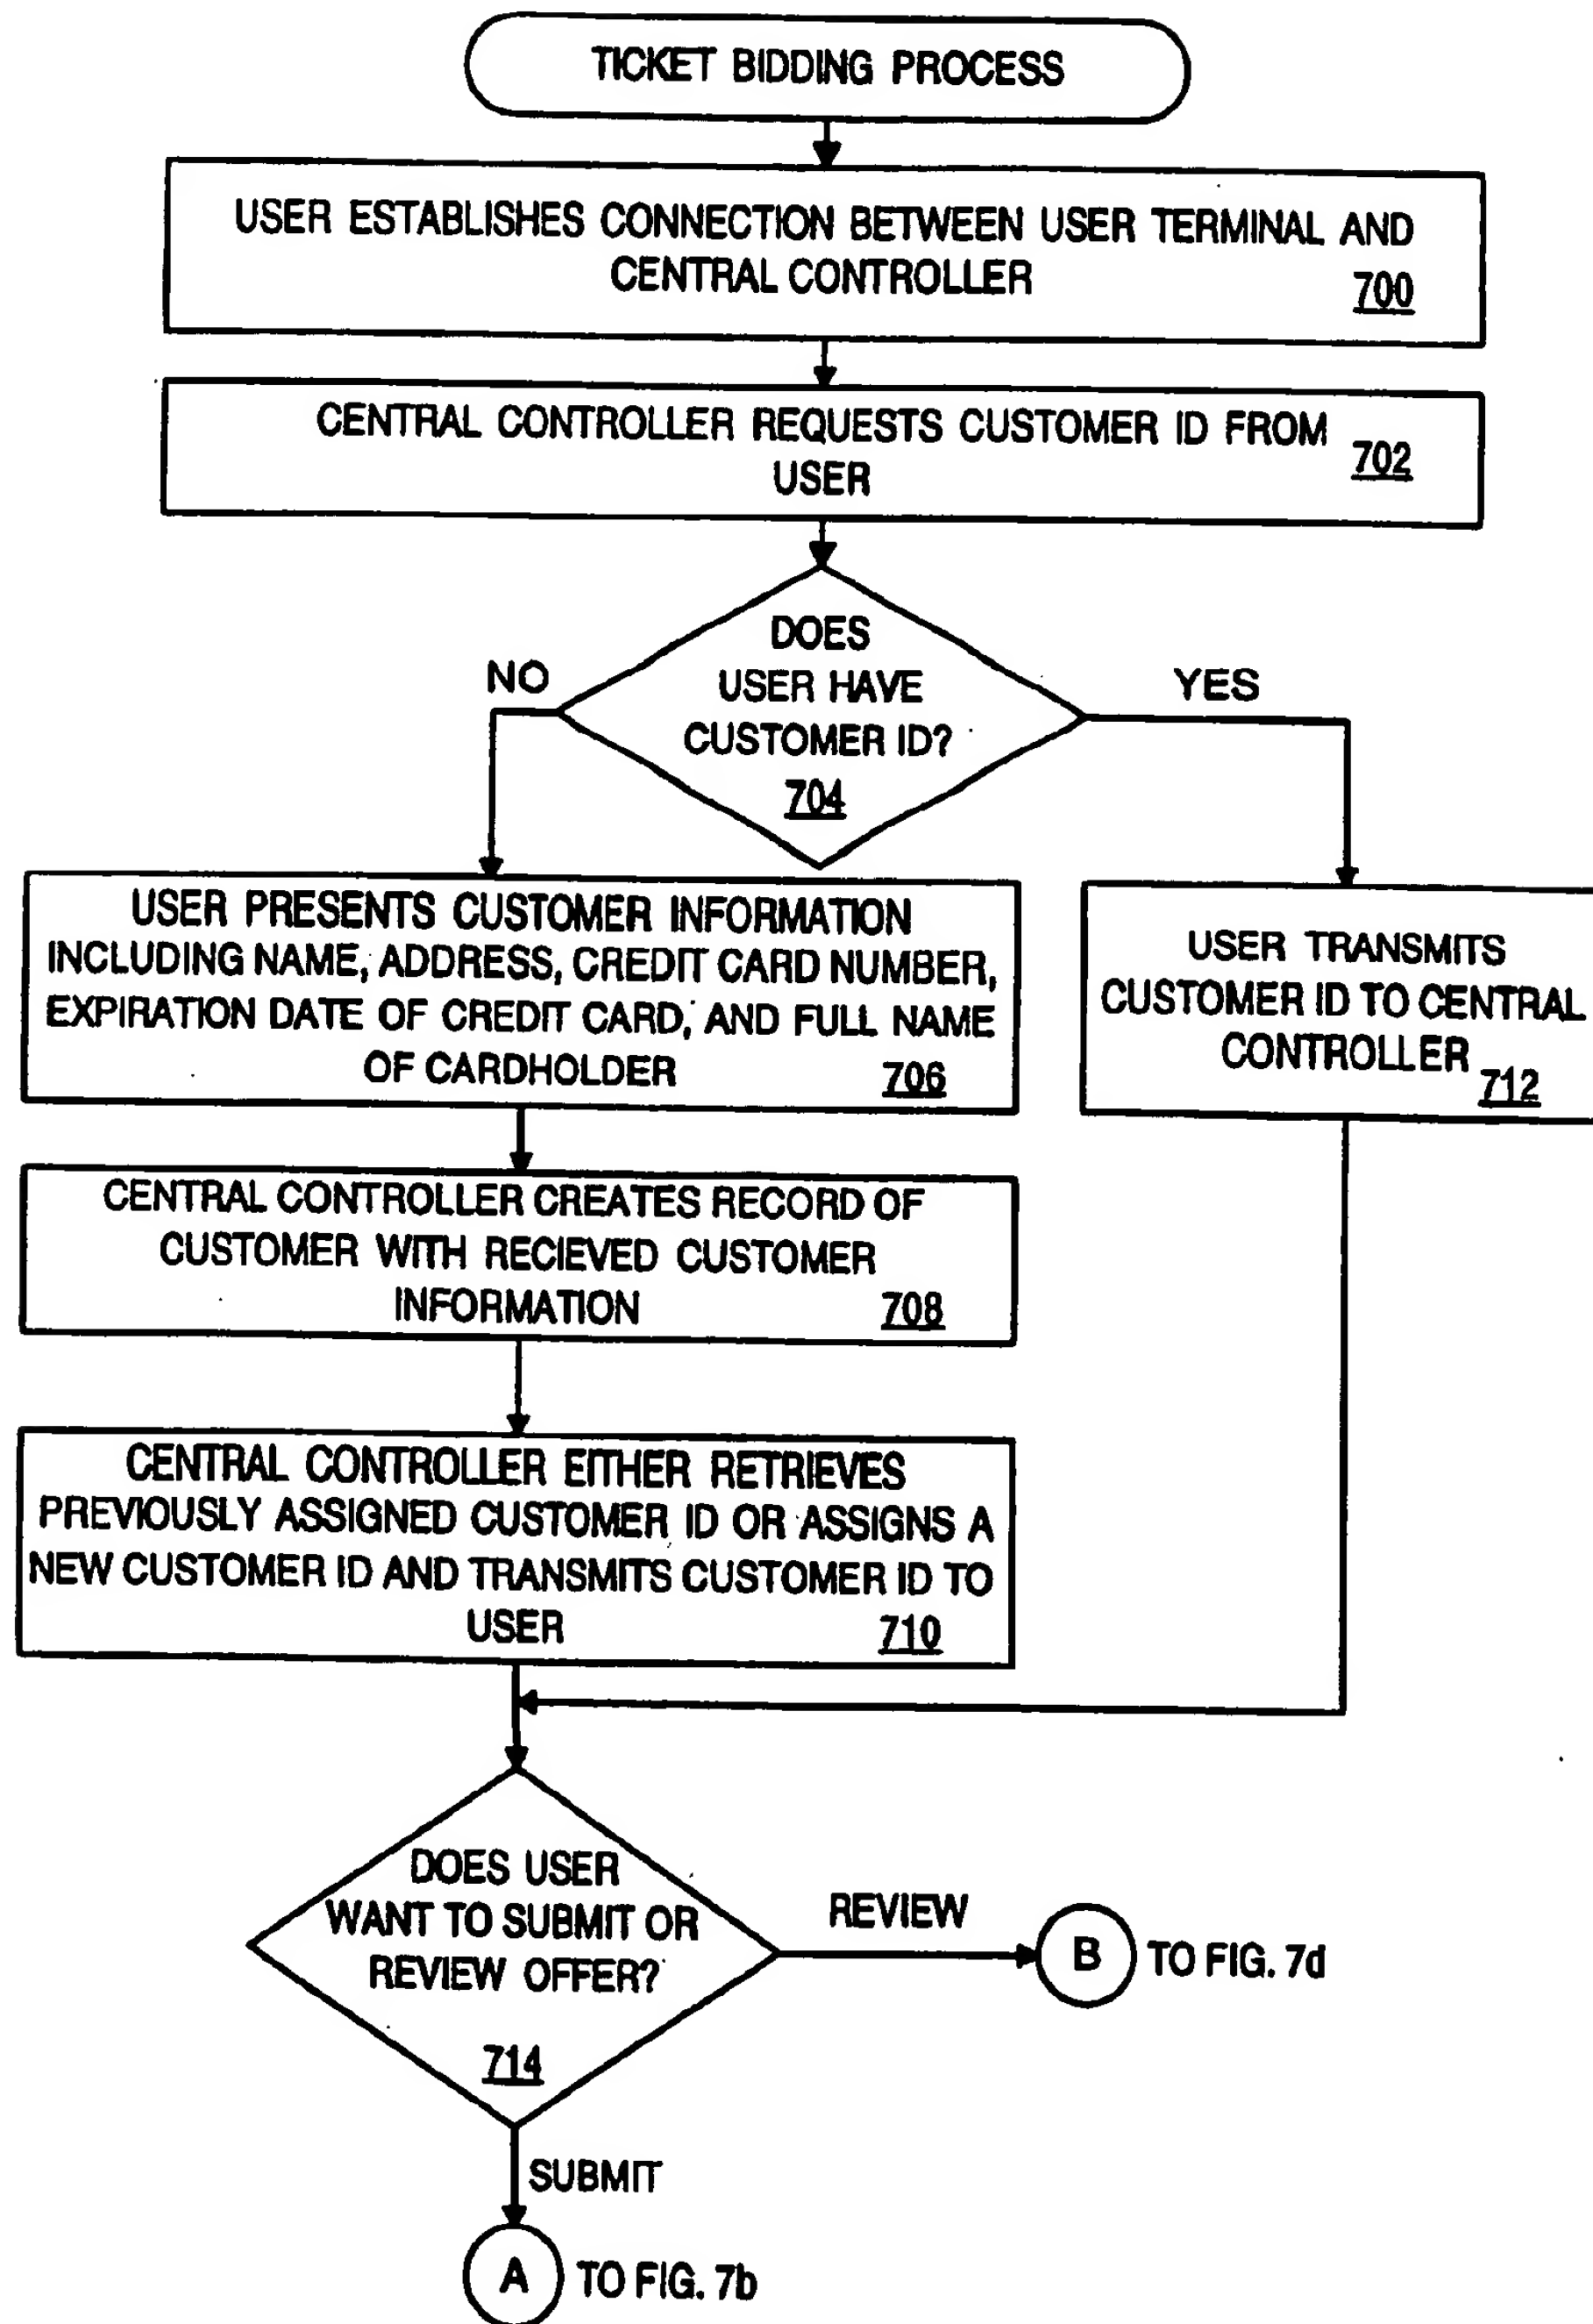 TICKET BIDDING PROCESS
USER ESTABLISHES CONNECTION BETWEEN USER TERMINAL AND
CENTRAL CONTROLLER
700
CENTRAL CONTROLLER REQUESTS CUSTOMER ID FROM
USER
702
DOES
USER HAVE
CUSTOMER ID?
704
NO
YES
USER PRESENTS CUSTOMER INFORMATION
INCLUDING NAME, ADDRESS, CREDIT CARD NUMBER,
EXPIRATION DATE OF CREDIT CARD, AND FULL NAME
OF CARDHOLDER
706
USER TRANSMITS
CUSTOMER ID TO CENTRAL
CONTROLLER
712
CENTRAL CONTROLLER CREATES RECORD OF
CUSTOMER WITH RECIEVED CUSTOMER
INFORMATION
708
CENTRAL CONTROLLER EITHER RETRIEVES
PREVIOUSLY ASSIGNED CUSTOMER ID OR ASSIGNS A
NEW CUSTOMER ID AND TRANSMITS CUSTOMER ID TO
USER
710
DOES USER
WANT TO SUBMIT OR
REVIEW OFFER?
714
REVIEW
B TO FIG. 7d
SUBMIT
A TO FIG. 7b